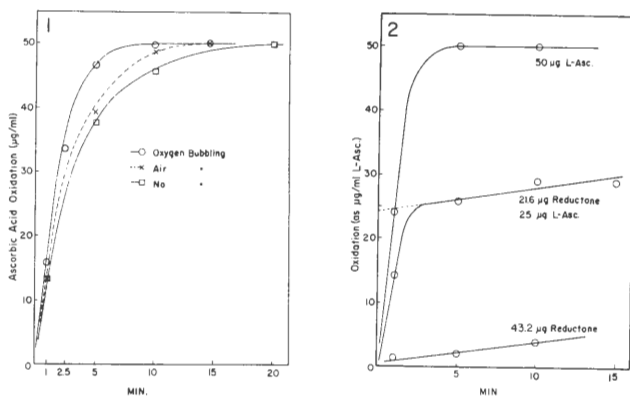 1
Ascorbic Acid Oxidation (µg/ml)
50
40
30
20
10
0
Oxygen Bubbling
Air "
No "
1 2.5 5 10 15 20
MIN.
2
Oxidation (as µg/ml L-Asc.)
50
40
30
20
10
0
50 µg L-Asc.
21.6 µg Reductone
25 µg L-Asc.
43.2 µg Reductone
5 10 15
MIN